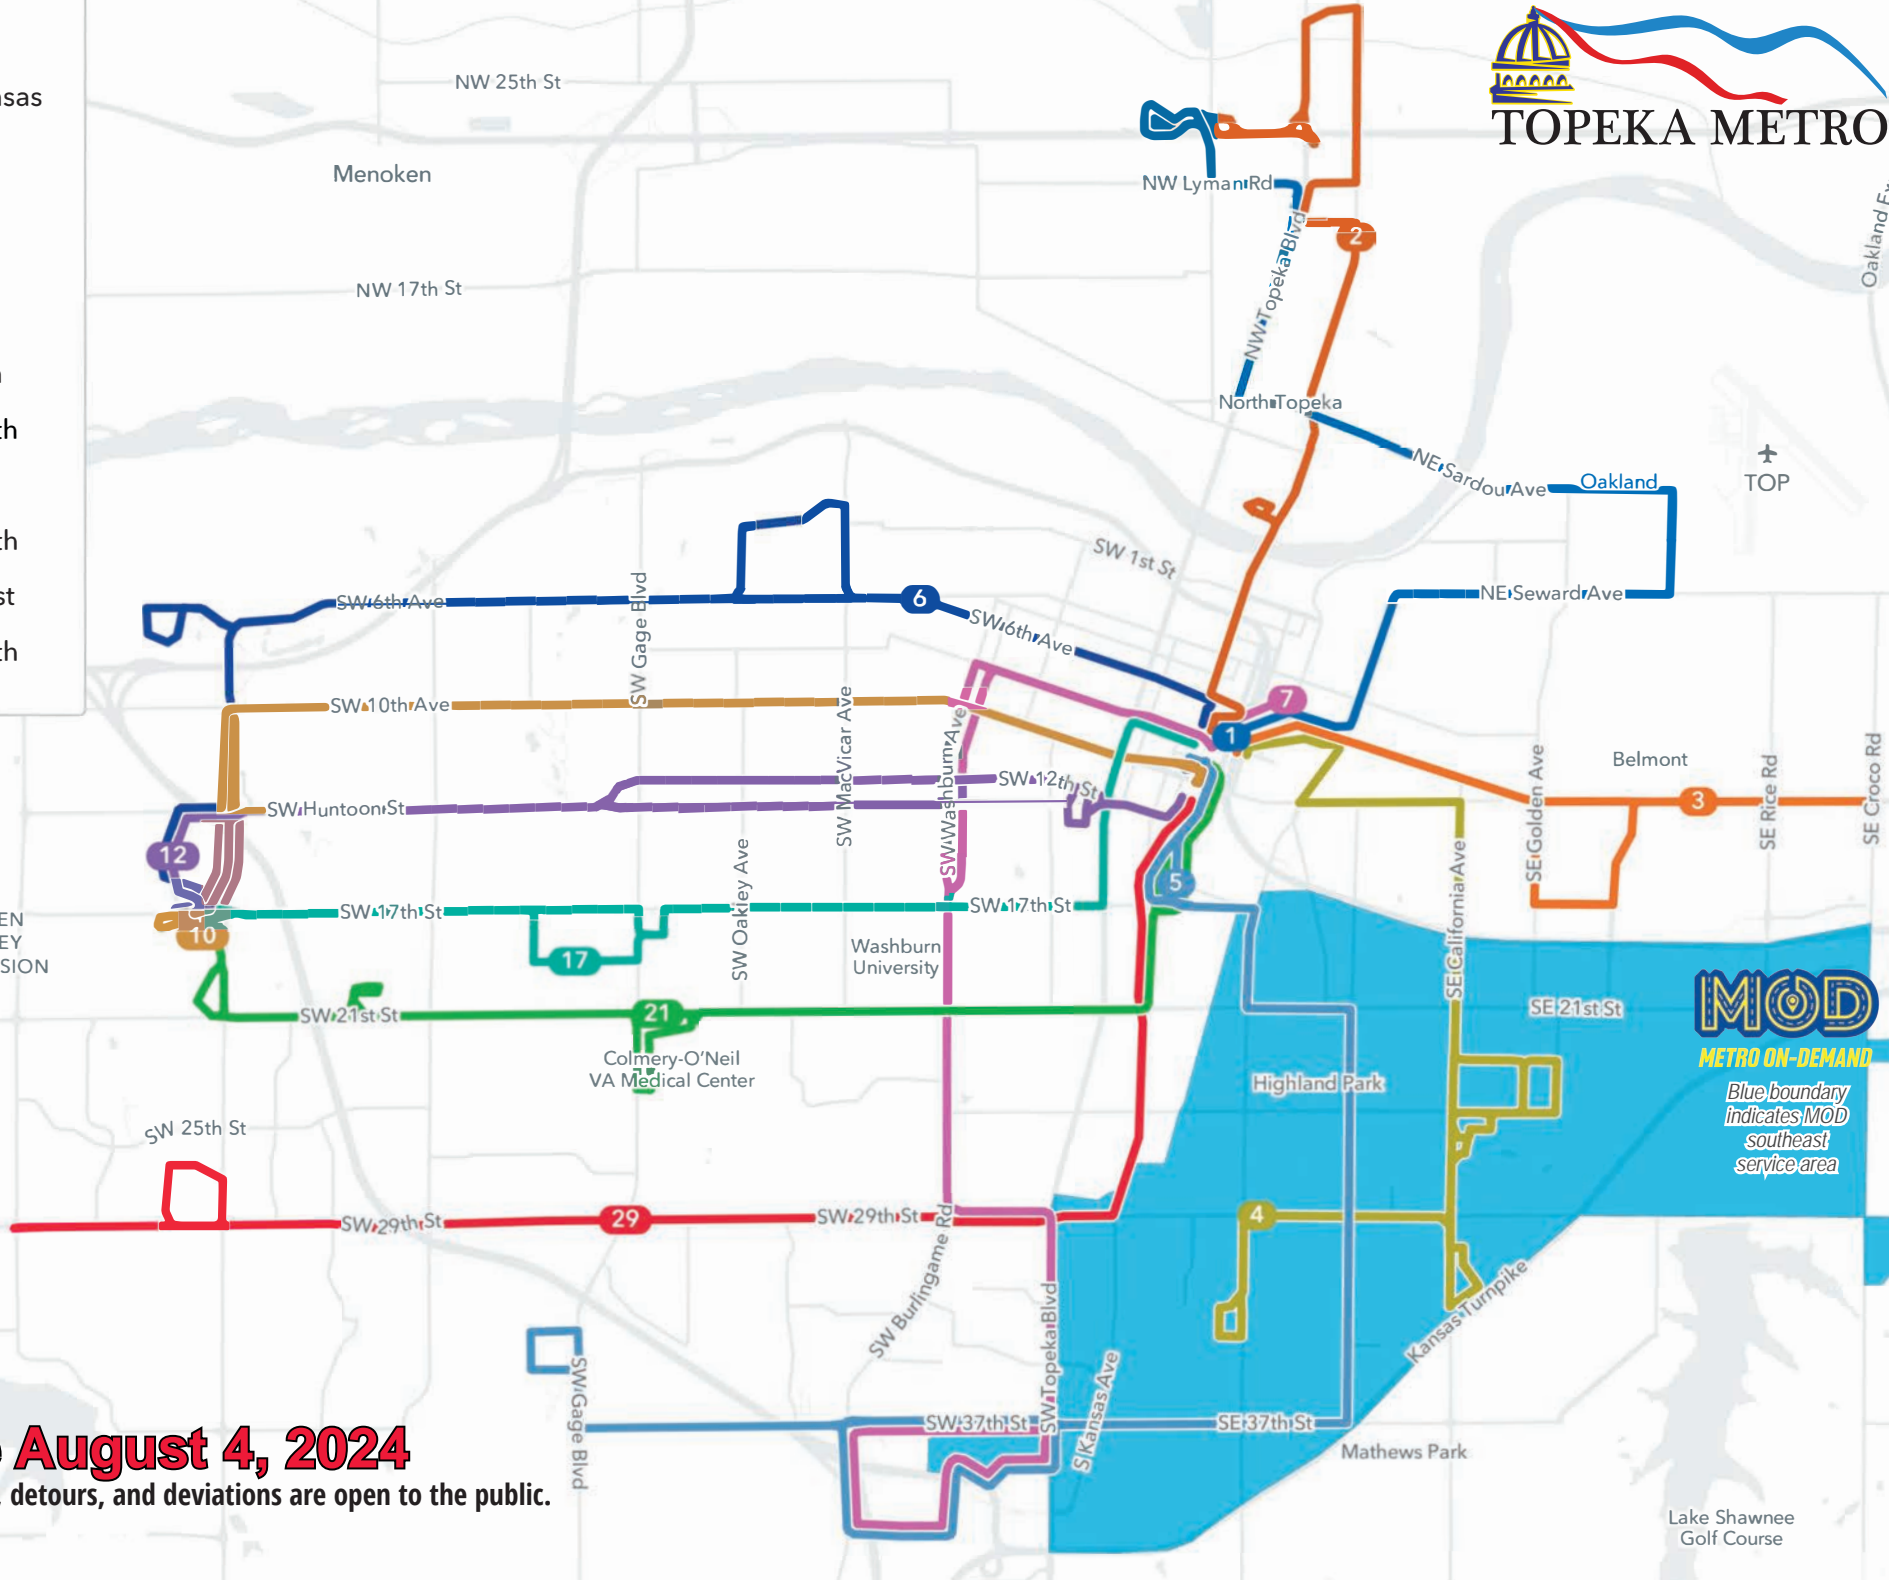 NW 25th St
TOPEKA METRO
Menoken
NW Lyman Rd
2
NW Topeka Blvd
NW 17th St
North Topeka
NE Sardou Ave
Oakland
TOP
SW 1st St
SW Gage Blvd
SW 6th Ave
6
SW 6th Ave
NE Seward Ave
SW 10th Ave
7
1
SW MacVicar Ave
SW Washburn Ave
SW 12th St
SW Huntoon St
Belmont
3
SE Golden Ave
SE Rice Rd
SE Croco Rd
12
5
SW Oakley Ave
SE California Ave
SW 17th St
SW 17th St
10
17
Washburn
University
SW 21st St
21
SE 21st St
MOD
METRO ON-DEMAND
Blue boundary
indicates MOD
southeast
service area
Colmery-O'Neil
VA Medical Center
Highland Park
SW 25th St
SW 29th St
29
SW 29th St
4
SW Burlingame Rd
SW Topeka Blvd
S Kansas Ave
Kansas Turnpike
SW Gage Blvd
SW 37th St
SE 37th St
Mathews Park
August 4, 2024
, detours, and deviations are open to the public.
Lake Shawnee
Golf Course